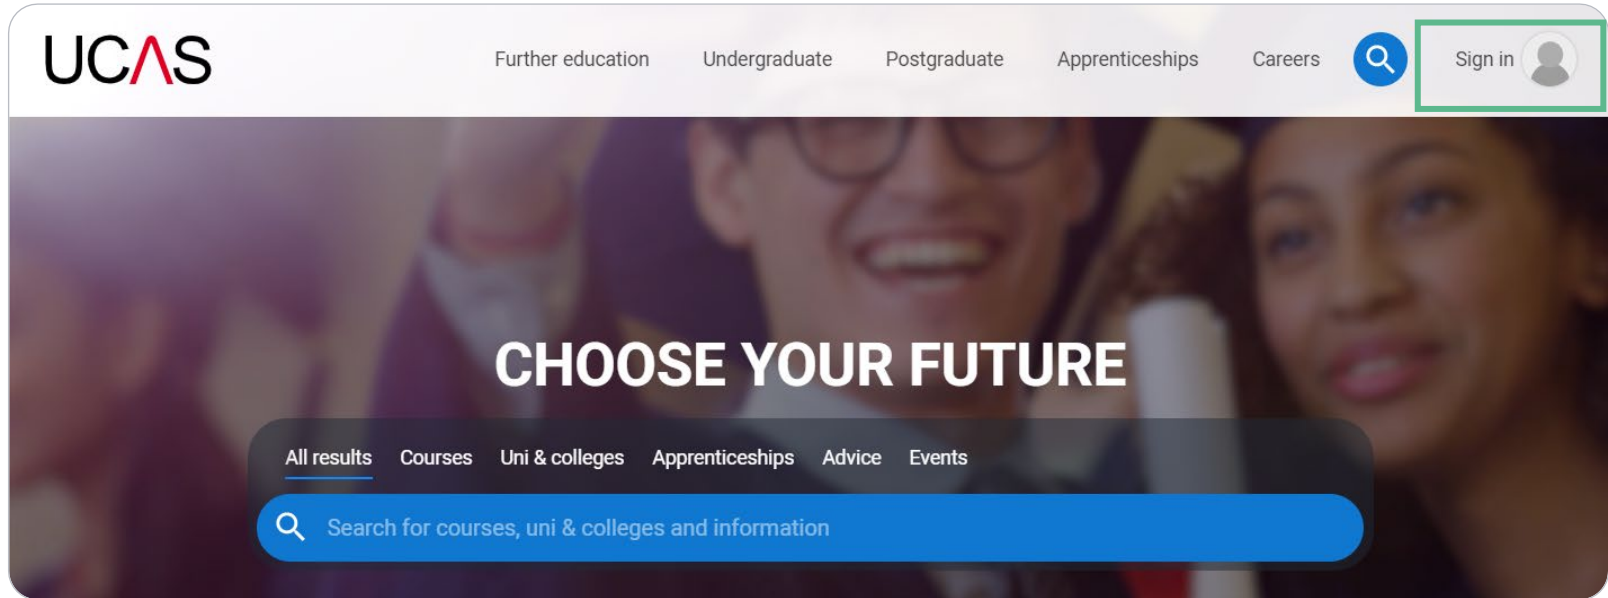 UCAS
Further education Undergraduate Postgraduate Apprenticeships Careers Sign in
CHOOSE YOUR FUTURE
All results Courses Uni & colleges Apprenticeships Advice Events
Search for courses, uni & colleges and information